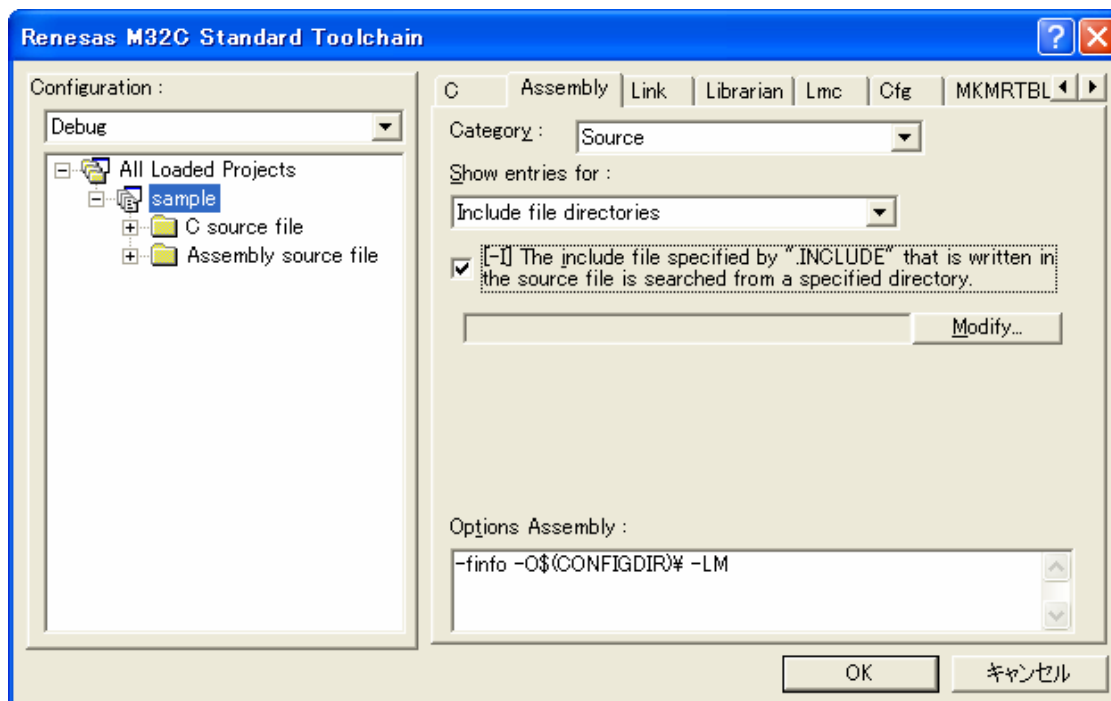 Renesas M32C Standard Toolchain
Configuration :
Debug
All Loaded Projects
sample
C source file
Assembly source file
C
Assembly
Link
Librarian
Lmc
Cfg
MKMRTBL
Category :
Source
Show entries for :
Include file directories
[-I] The include file specified by ".INCLUDE" that is written in
the source file is searched from a specified directory.
Modify...
Options Assembly :
-finfo -O$(CONFIGDIR)¥ -LM
OK
キャンセル